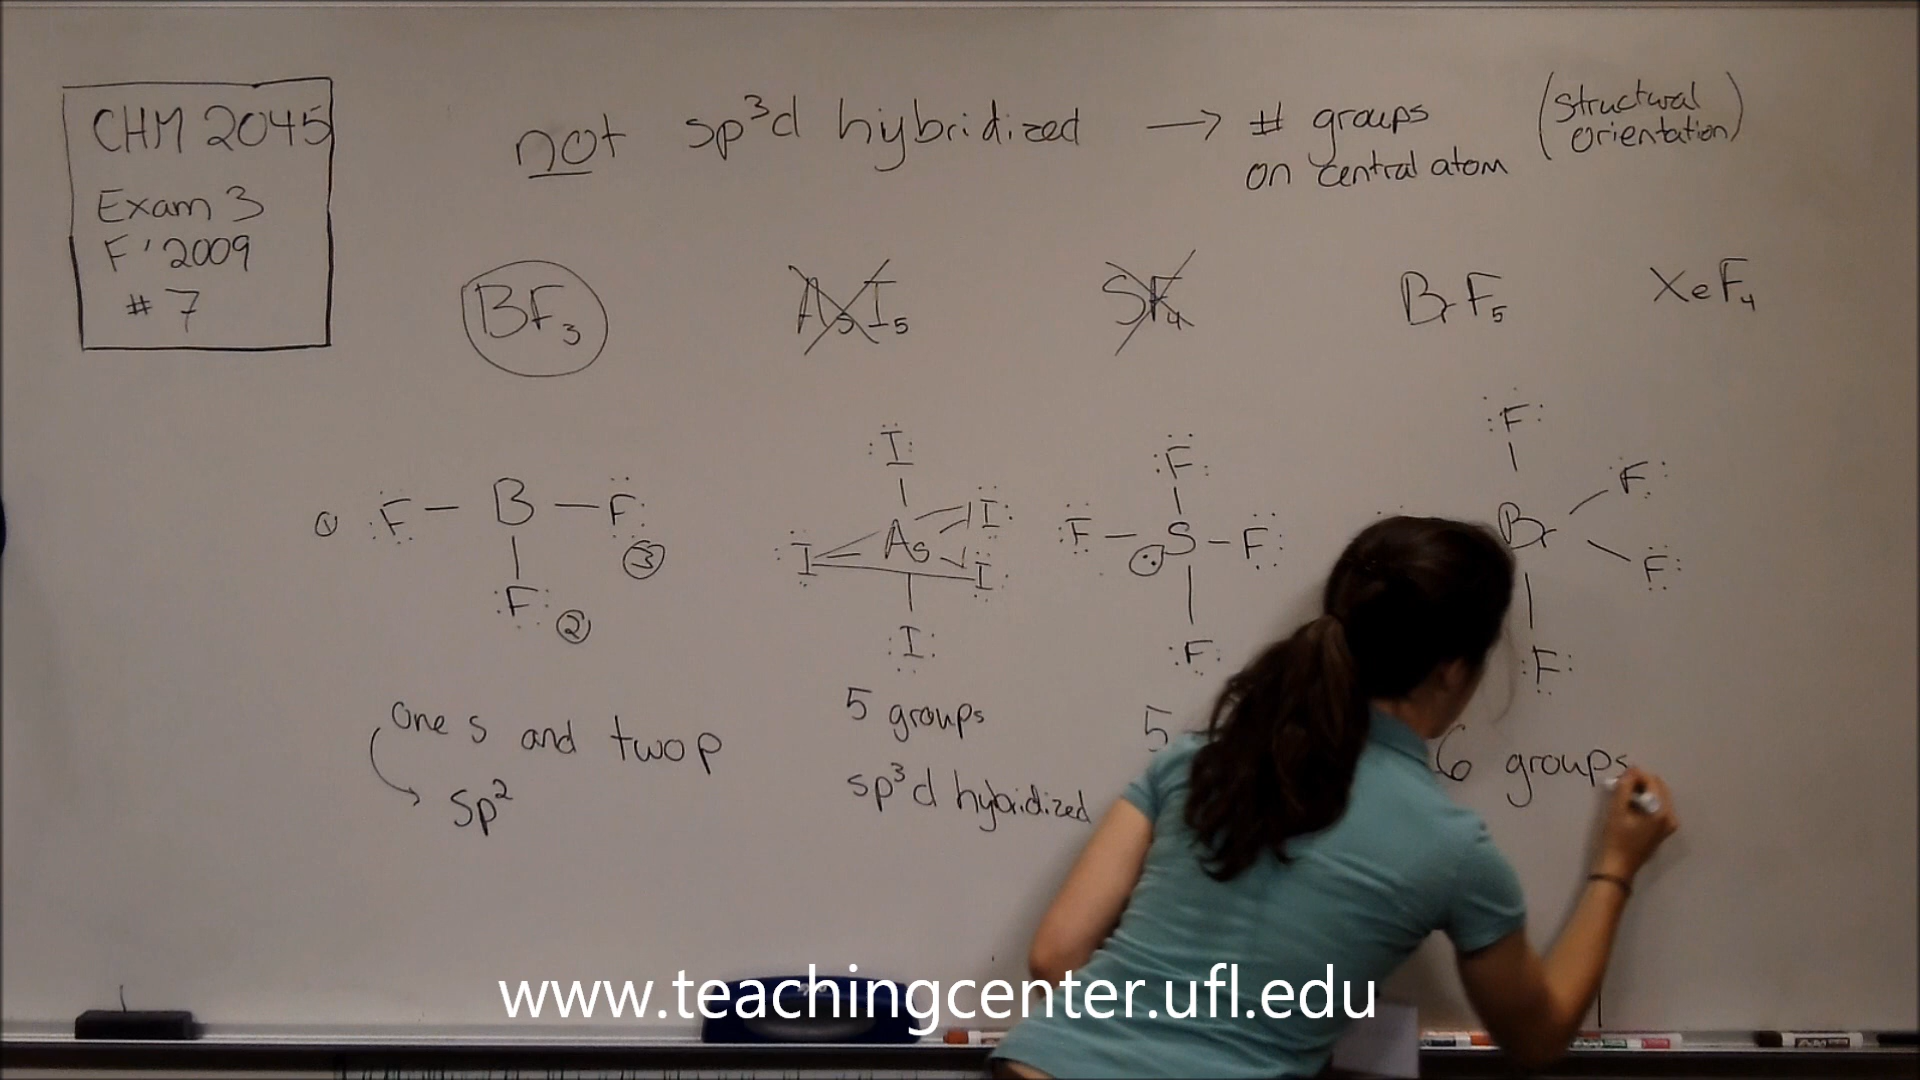 CHM 2045
Exam 3
F '2009
# 7
not sp³d hybridized → # groups
on central atom
(structural
orientation)
BF₃ AsI₅ SF₄ BrF₅ XeF₄
① F – B – F ③
F ②
I
I As I
I
I
F
F – S – F
F
F
Br F
F
F
one s and two p
sp²
5 groups
sp³d hybridized
5
6 groups
www.teachingcenter.ufl.edu